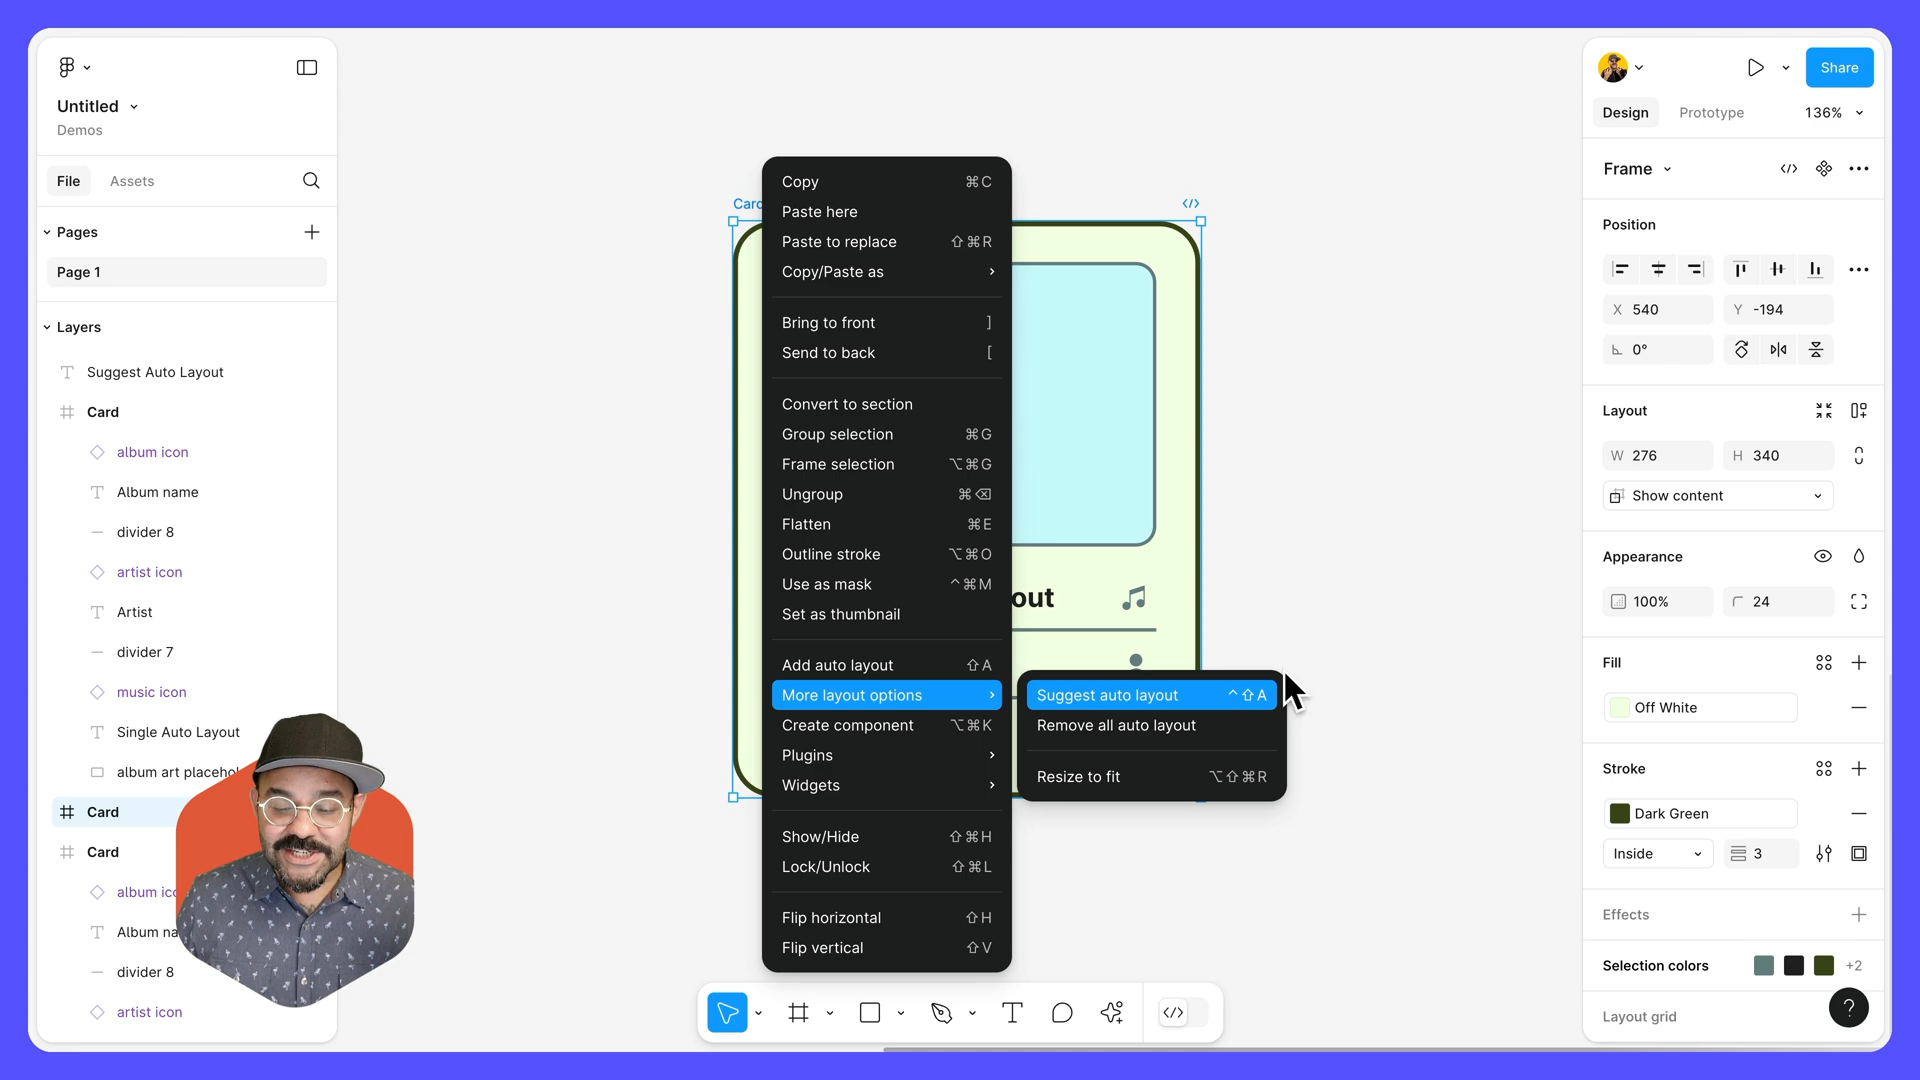 Untitled
Demos
File
Assets
Pages
Page 1
Layers
Suggest Auto Layout
Card
album icon
Album name
divider 8
artist icon
Artist
divider 7
music icon
Single Auto Layout
album art placehol
Card
Card
album ico
Album na
divider 8
artist icon
Card
</>
out
Copy ⌘C
Paste here
Paste to replace ⇧⌘R
Copy/Paste as
Bring to front ]
Send to back [
Convert to section
Group selection ⌘G
Frame selection ⌥⌘G
Ungroup ⌘⌫
Flatten ⌘E
Outline stroke ⌥⌘O
Use as mask ^⌘M
Set as thumbnail
Add auto layout ⇧A
More layout options
Create component ⌥⌘K
Plugins
Widgets
Show/Hide ⇧⌘H
Lock/Unlock ⇧⌘L
Flip horizontal ⇧H
Flip vertical ⇧V
Suggest auto layout ^⇧A
Remove all auto layout
Resize to fit ⌥⇧⌘R
</>
Share
Design Prototype 136%
Frame </>
Position
X 540 Y -194
0°
Layout
W 276 H 340
Show content
Appearance
100% 24
Fill
Off White
Stroke
Dark Green
Inside 3
Effects
Selection colors +2
Layout grid
?